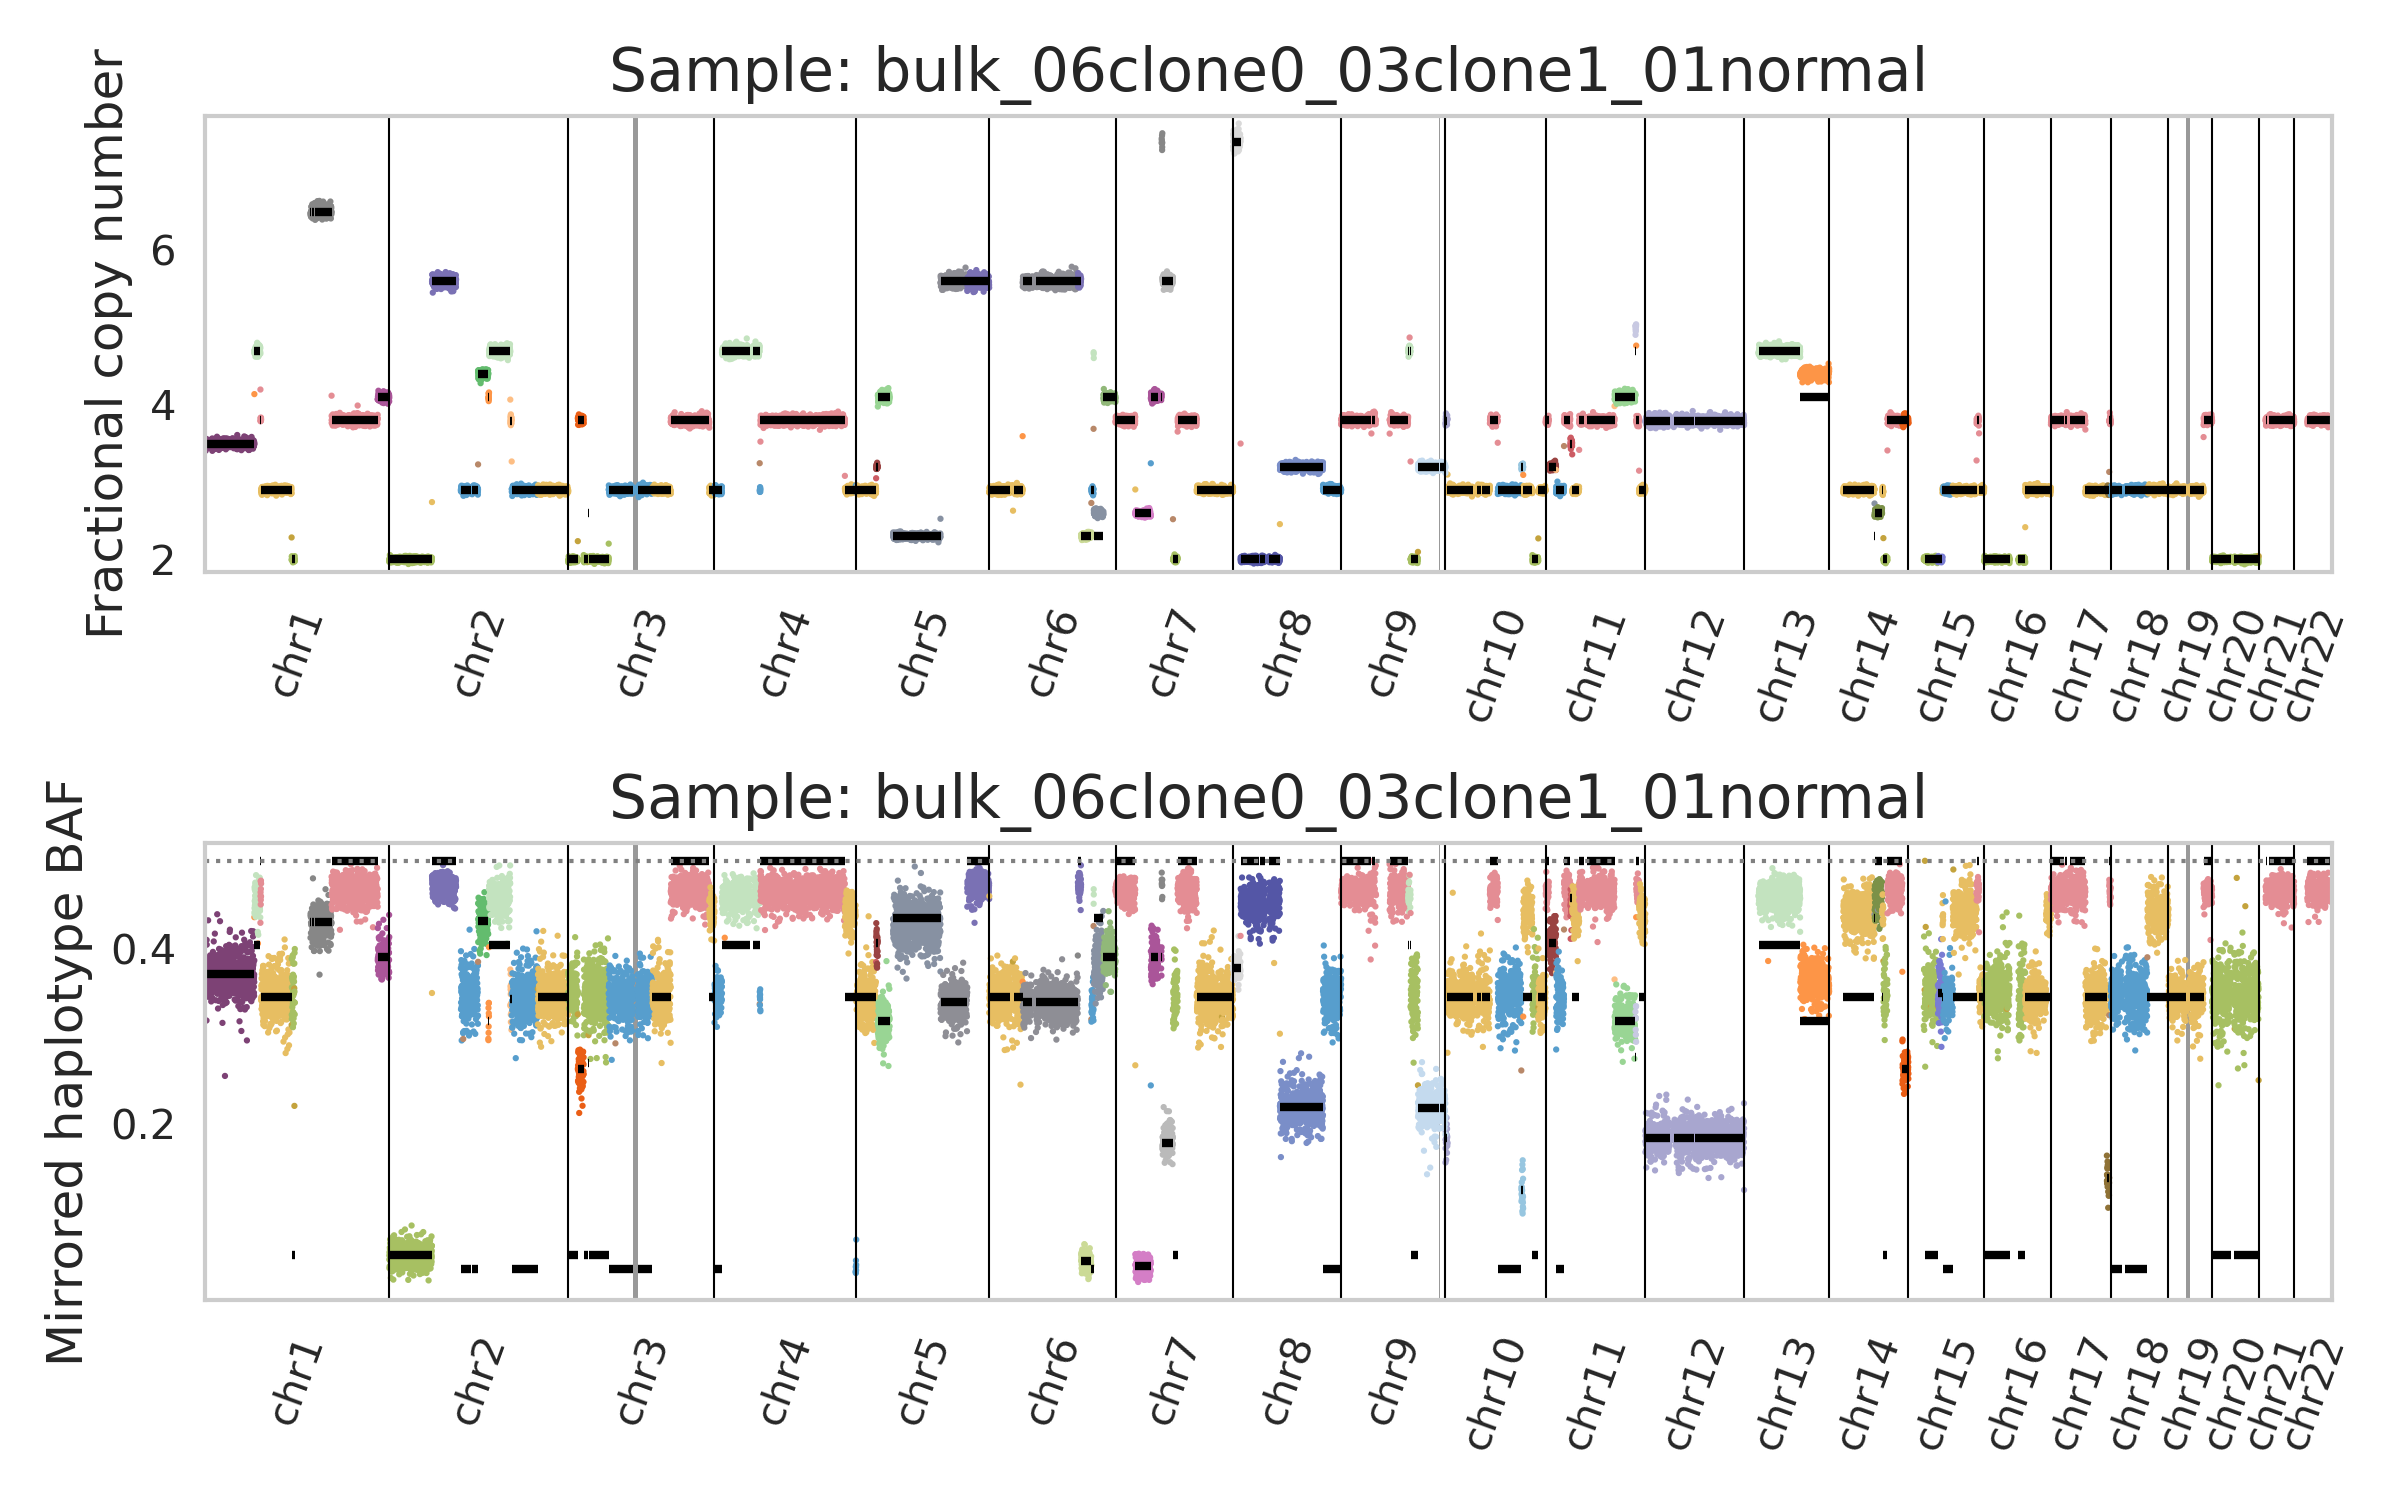 Sample: bulk_06clone0_03clone1_01normal
Fractional copy number
6
4
2
chr1 chr2 chr3 chr4 chr5 chr6 chr7 chr8 chr9 chr10 chr11 chr12 chr13 chr14 chr15 chr16 chr17 chr18 chr19 chr20 chr21 chr22
Sample: bulk_06clone0_03clone1_01normal
Mirrored haplotype BAF
0.4
0.2
chr1 chr2 chr3 chr4 chr5 chr6 chr7 chr8 chr9 chr10 chr11 chr12 chr13 chr14 chr15 chr16 chr17 chr18 chr19 chr20 chr21 chr22